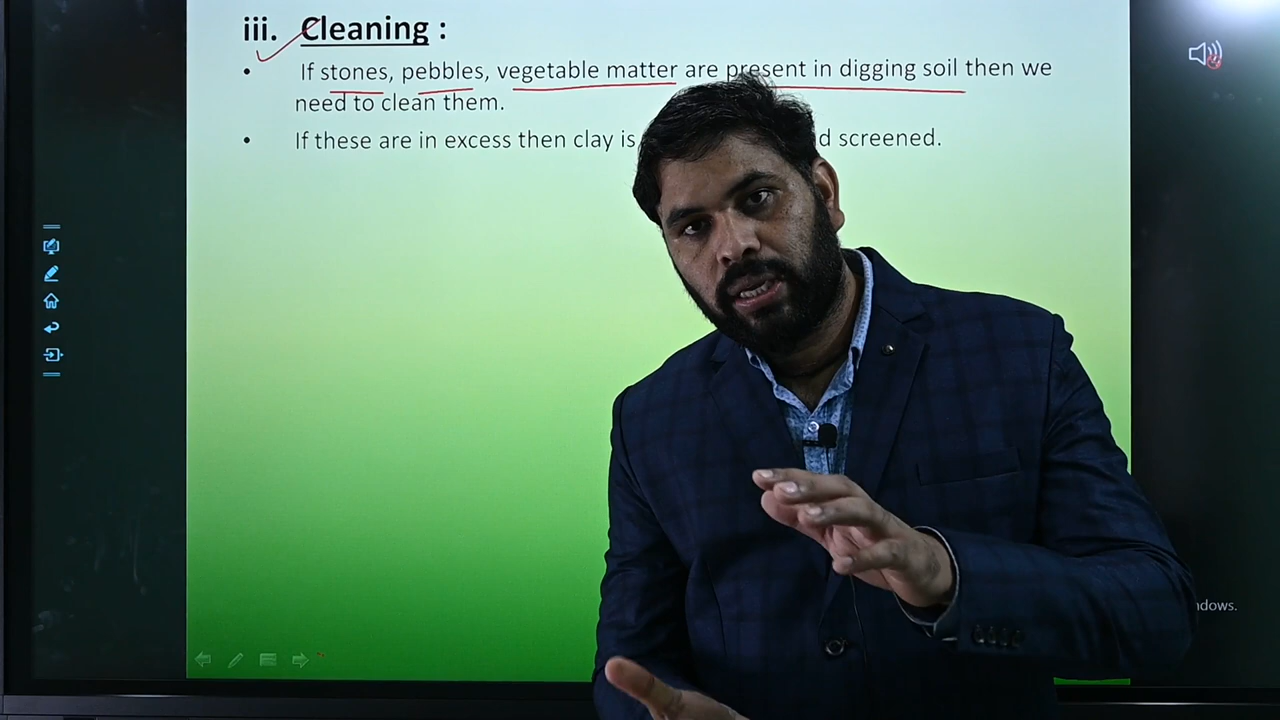 iii. Cleaning :
• If stones, pebbles, vegetable matter are present in digging soil then we
need to clean them.
• If these are in excess then clay is screened.